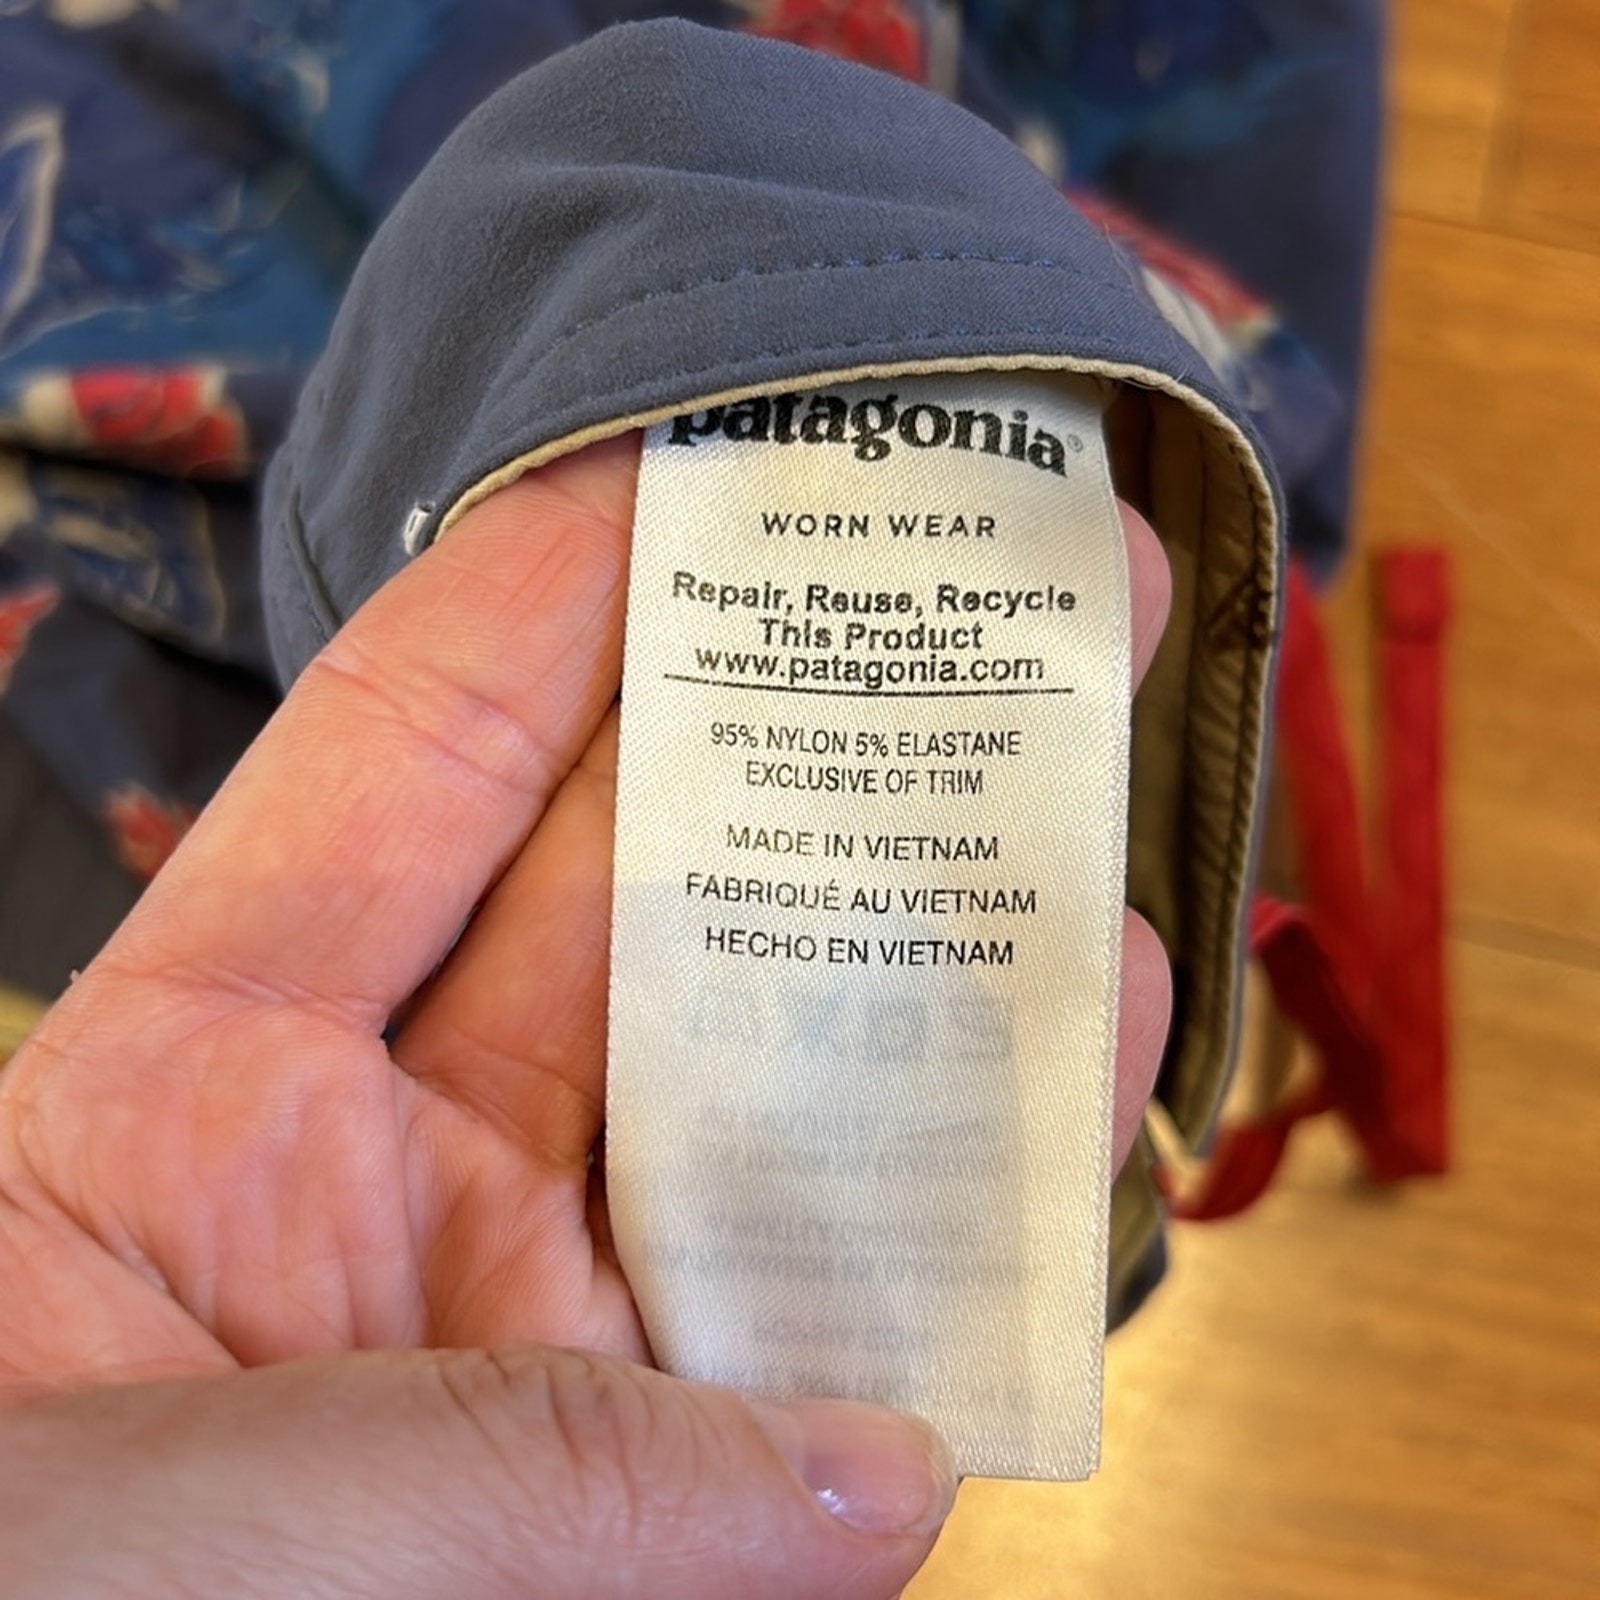 patagonia®
WORN WEAR
Repair, Reuse, Recycle
This Product
www.patagonia.com
95% NYLON 5% ELASTANE
EXCLUSIVE OF TRIM
MADE IN VIETNAM
FABRIQUÉ AU VIETNAM
HECHO EN VIETNAM